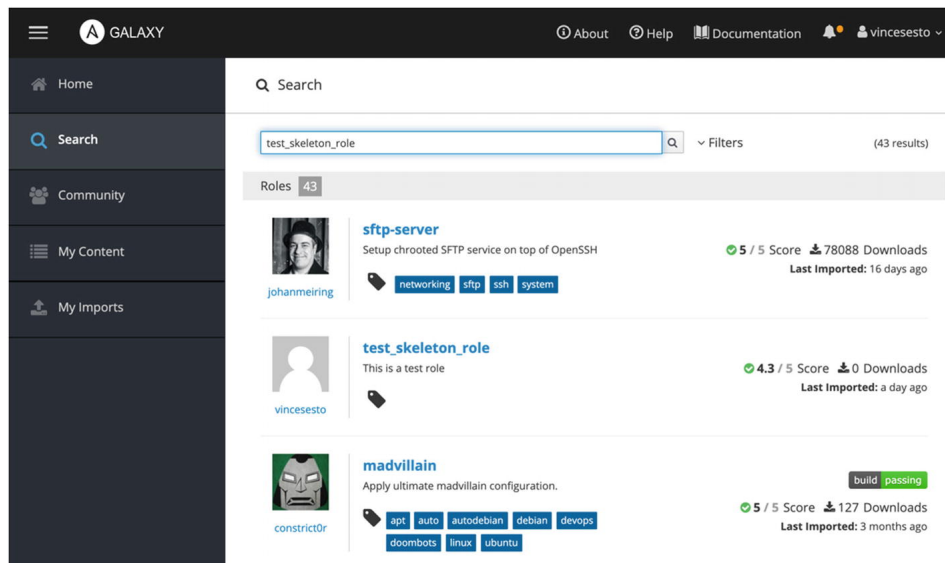 GALAXY
About
Help
Documentation
vincesesto
Home
Search
Community
My Content
My Imports
Search
test_skeleton_role
Filters
(43 results)
Roles 43
sftp-server
Setup chrooted SFTP service on top of OpenSSH
networking sftp ssh system
johanmeiring
5 / 5 Score 78088 Downloads
Last Imported: 16 days ago
test_skeleton_role
This is a test role
vincesesto
4.3 / 5 Score 0 Downloads
Last Imported: a day ago
madvillain
Apply ultimate madvillain configuration.
apt auto autodebian debian devops
doombots linux ubuntu
constrict0r
build passing
5 / 5 Score 127 Downloads
Last Imported: 3 months ago